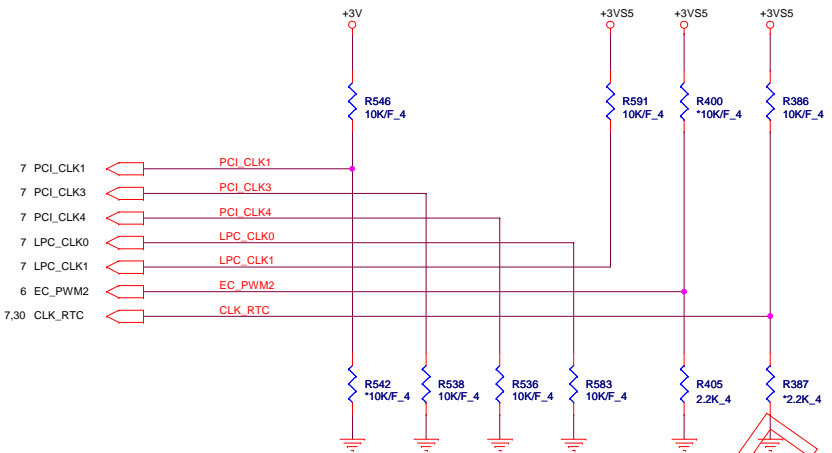 +3V
+3VS5
+3VS5
+3VS5
R546
10K/F_4
R591
10K/F_4
R400
*10K/F_4
R386
10K/F_4
7 PCI_CLK1 PCI_CLK1
7 PCI_CLK3 PCI_CLK3
7 PCI_CLK4 PCI_CLK4
7 LPC_CLK0 LPC_CLK0
7 LPC_CLK1 LPC_CLK1
6 EC_PWM2 EC_PWM2
7,30 CLK_RTC CLK_RTC
R542
*10K/F_4
R538
10K/F_4
R536
10K/F_4
R583
10K/F_4
R405
2.2K_4
R387
*2.2K_4